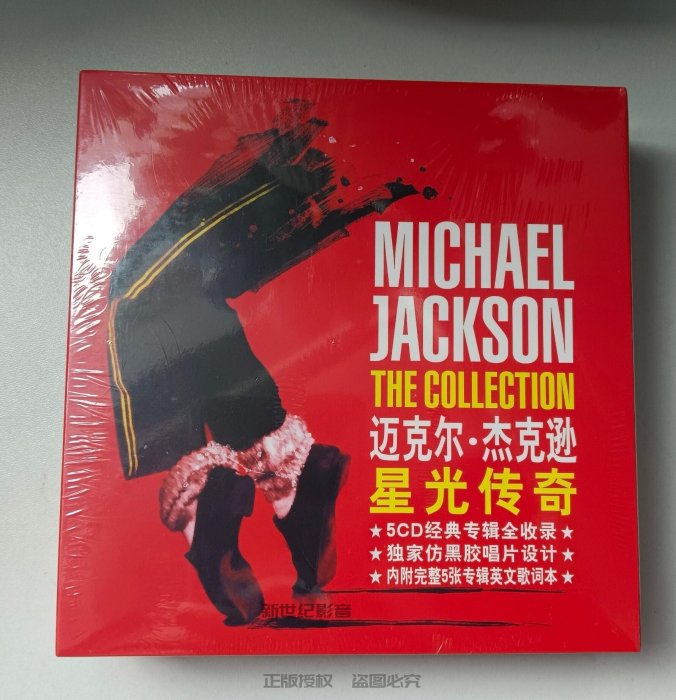 MICHAEL
JACKSON
THE COLLECTION
迈克尔·杰克逊
星光传奇
★5CD经典专辑全收录★
★独家仿黑胶唱片设计★
★内附完整5张专辑英文歌词本★
新世纪影音
正版授权 盗图必究